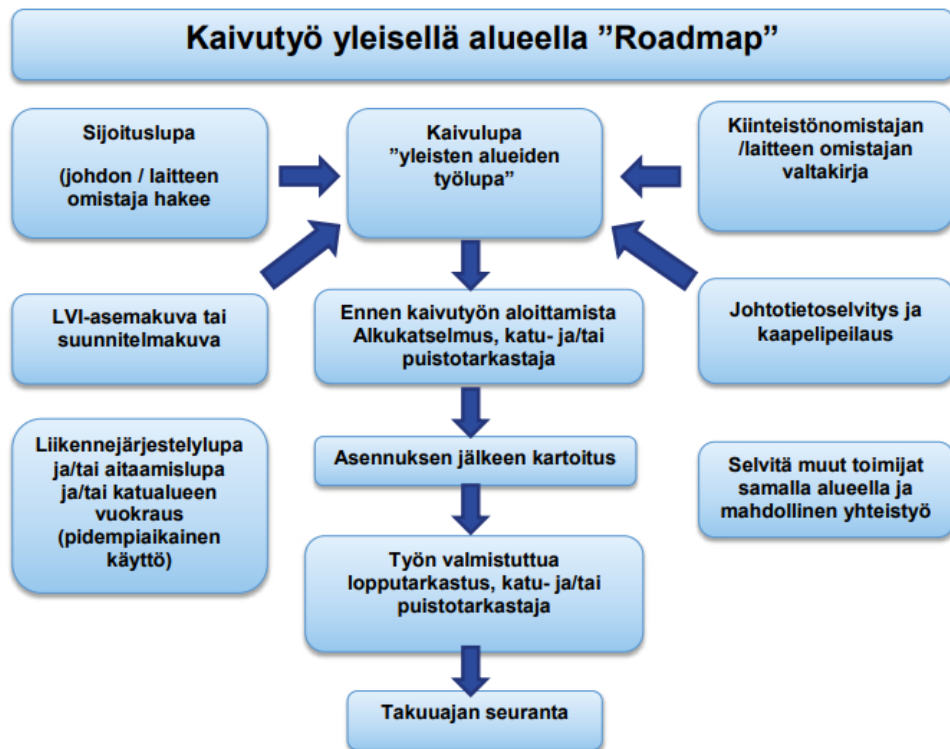 Kaivutyö yleisellä alueella ”Roadmap”
Sijoituslupa
(johdon / laitteen
omistaja hakee
Kaivulupa
”yleisten alueiden
työlupa”
Kiinteistönomistajan
/laitteen omistajan
valtakirja
LVI-asemakuva tai
suunnitelmakuva
Ennen kaivutyön aloittamista
Alkukatselmus, katu- ja/tai
puistotarkastaja
Johtotietoselvitys ja
kaapelipeilaus
Liikennejärjestelylupa
ja/tai aitaamislupa
ja/tai katualueen
vuokraus
(pidempiaikainen
käyttö)
Asennuksen jälkeen kartoitus
Selvitä muut toimijat
samalla alueella ja
mahdollinen yhteistyö
Työn valmistuttua
lopputarkastus, katu- ja/tai
puistotarkastaja
Takuuajan seuranta